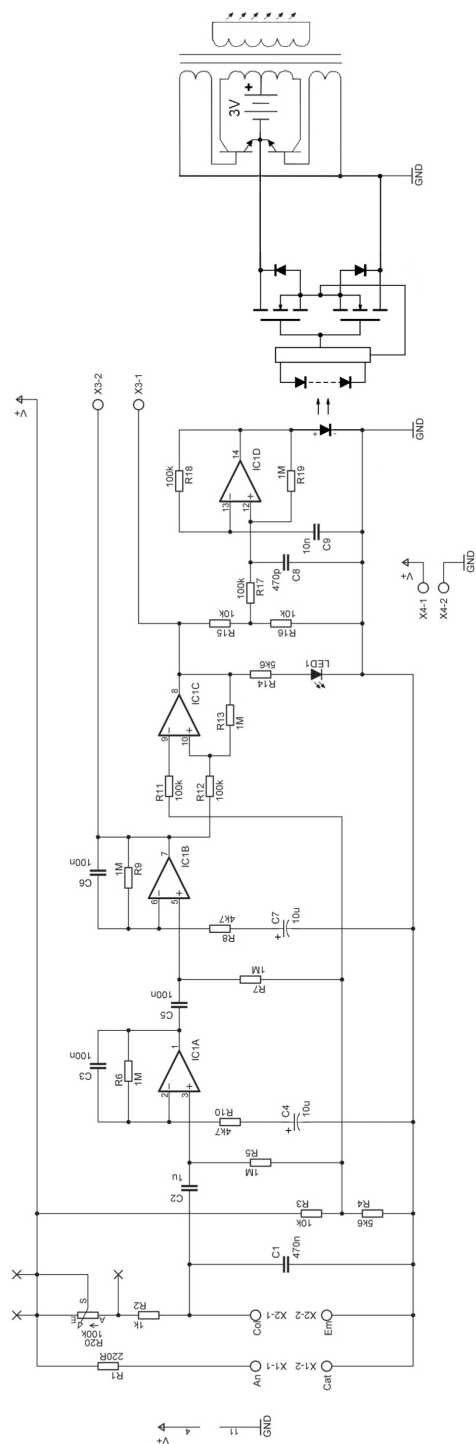 3V
+
GND
X3-2
X3-1
+V
100k
R18
14
IC1D
13
12
1M
R19
+
-
GND
10n
C9
470p
C8
100k
R17
R15
10k
R16
10k
+V
X4-1
X4-2
GND
8
IC1C
9
10
R13
1M
R14
5k6
LED1
R11
100k
R12
100k
C6
100n
1M
R9
7
IC1B
6
5
R8
4k7
C7
+
10u
C5
100n
R7
1M
C3
100n
R6
1M
1
IC1A
2
3
R10
4k7
C4
+
10u
R5
1M
C2
1u
R3
10k
R4
5k6
C1
470n
S
A
E
R20
100k
R2
1k
Col
X2-1
X2-2
Em
R1
220R
An
X1-1
X1-2
Cat
+V
4
11
GND